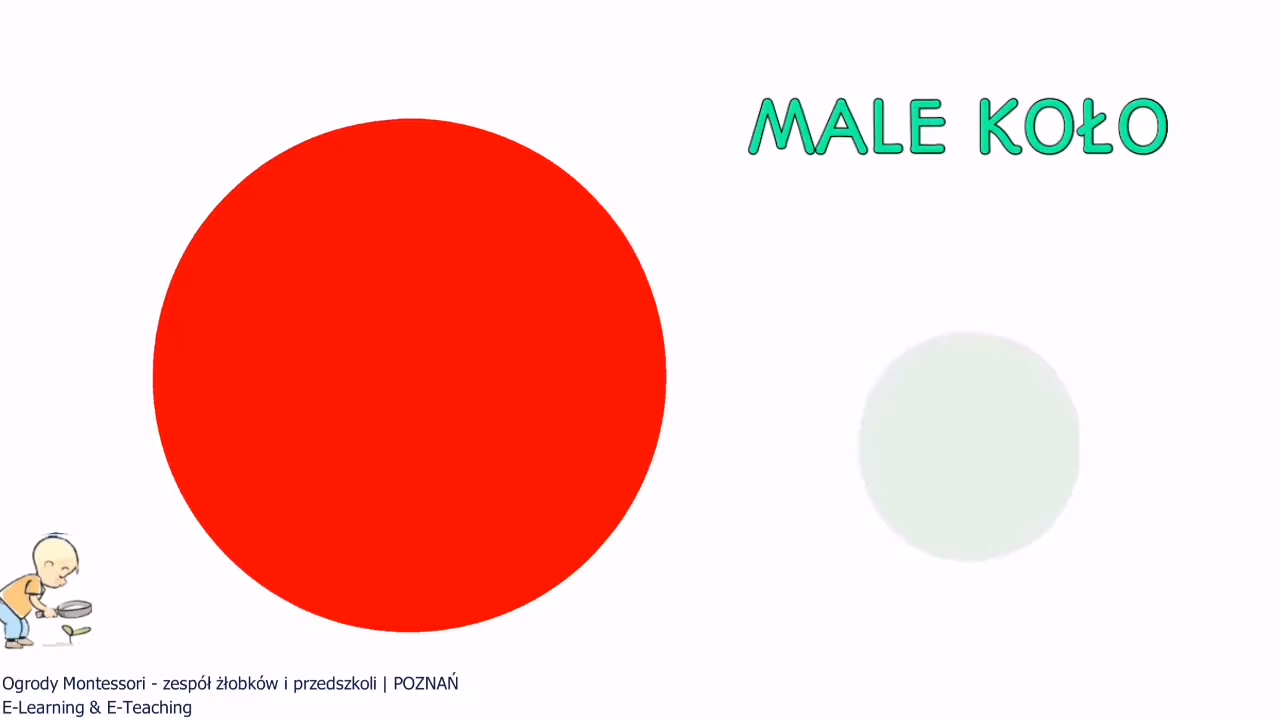 MALE KOŁO
Ogrody Montessori - zespół żłobków i przedszkoli | POZNAŃ
E-Learning & E-Teaching